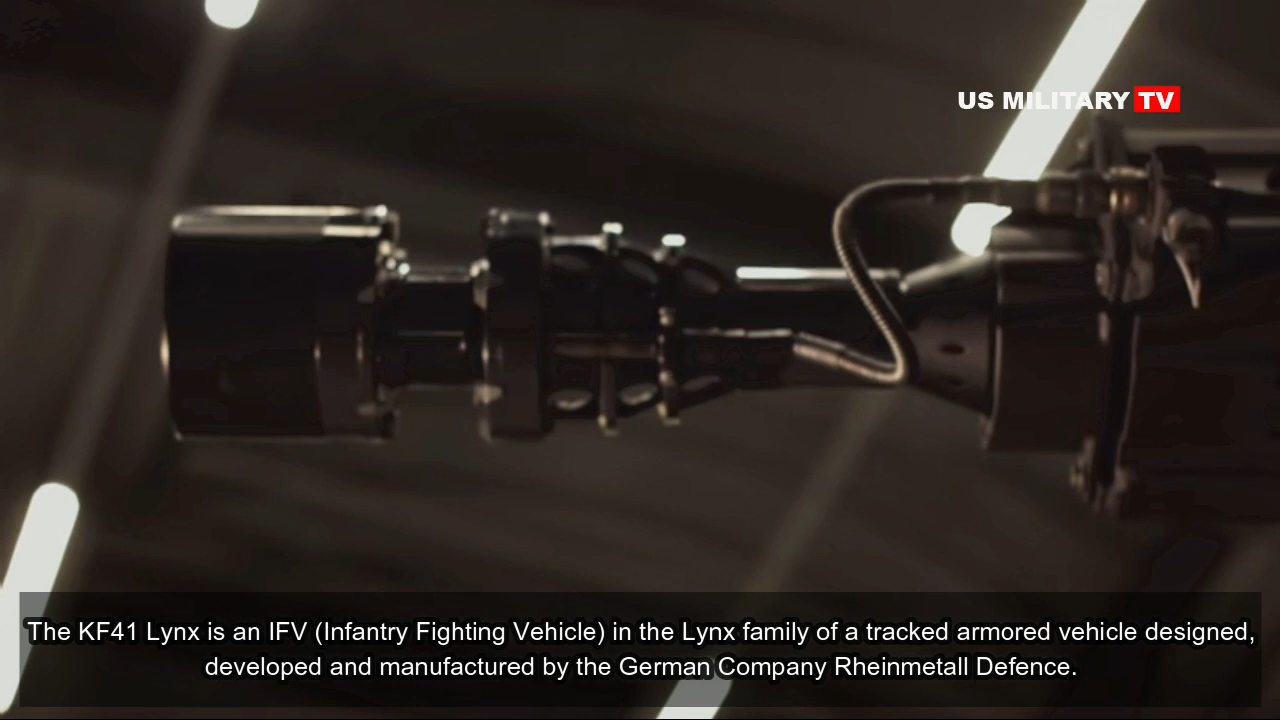 US MILITARY TV
The KF41 Lynx is an IFV (Infantry Fighting Vehicle) in the Lynx family of a tracked armored vehicle designed,
developed and manufactured by the German Company Rheinmetall Defence.